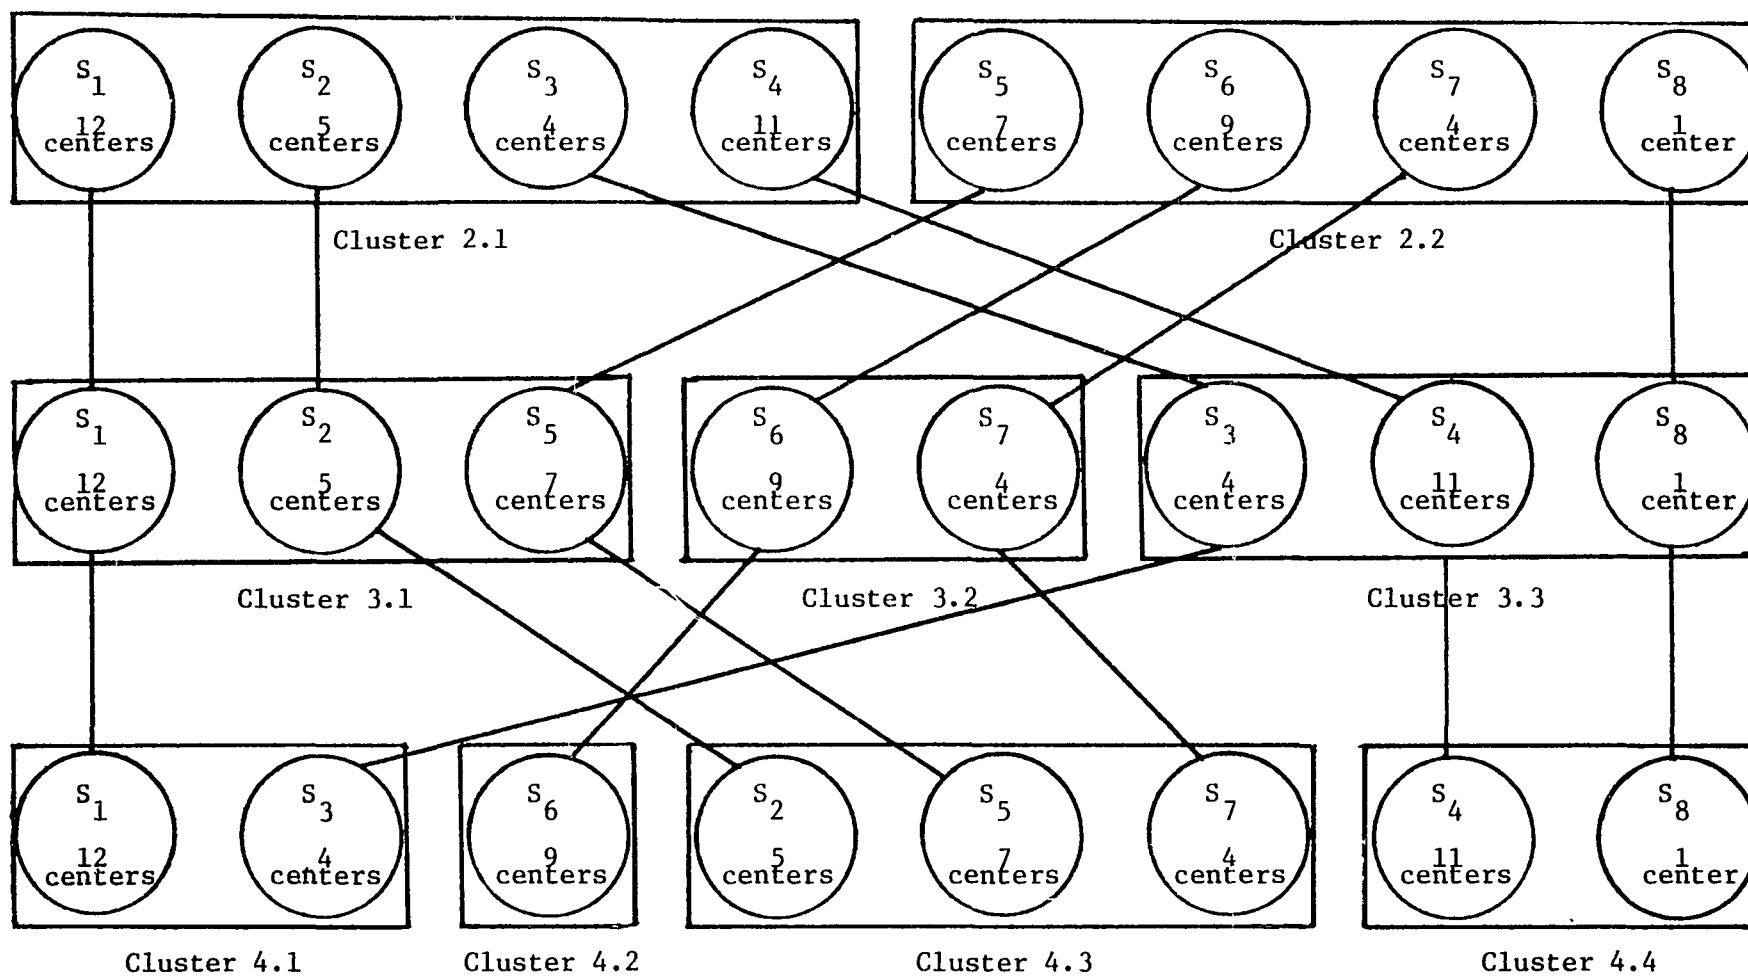 S1 S2 S3 S4 S5 S6 S7 S8
12 5 4 11 7 9 4 1
centers centers centers centers centers centers centers center
Cluster 2.1 Cluster 2.2
S1 S2 S5 S6 S7 S3 S4 S8
12 5 7 9 4 4 11 1
centers centers centers centers centers centers centers center
Cluster 3.1 Cluster 3.2 Cluster 3.3
S1 S3 S6 S2 S5 S7 S4 S8
12 4 9 5 7 4 11 1
centers centers centers centers centers centers centers center
Cluster 4.1 Cluster 4.2 Cluster 4.3 Cluster 4.4